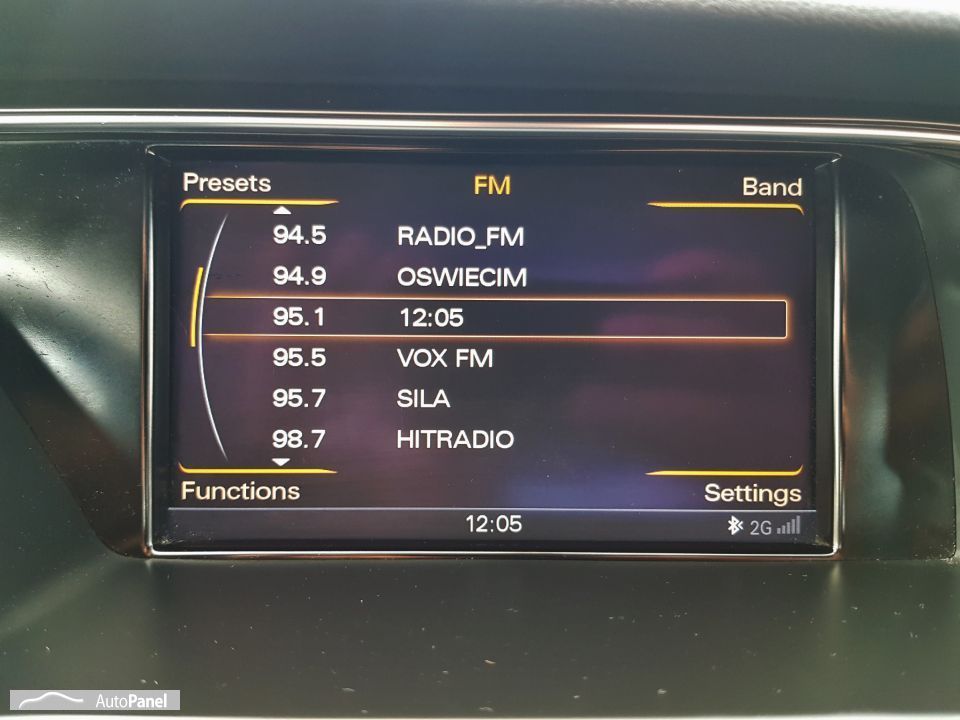 Presets FM Band
94.5 RADIO_FM
94.9 OSWIECIM
95.1 12:05
95.5 VOX FM
95.7 SILA
98.7 HITRADIO
Functions Settings
12:05 2G
AutoPanel